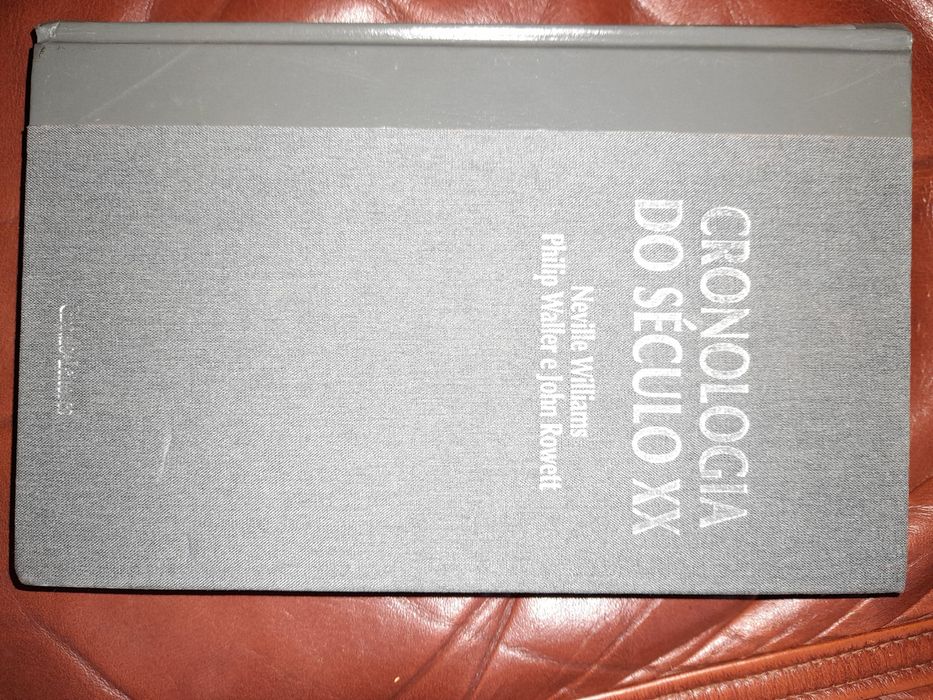 CRONOLOGIA
DO SÉCULO XX
Neville Williams
Philip Waller e John Rowett